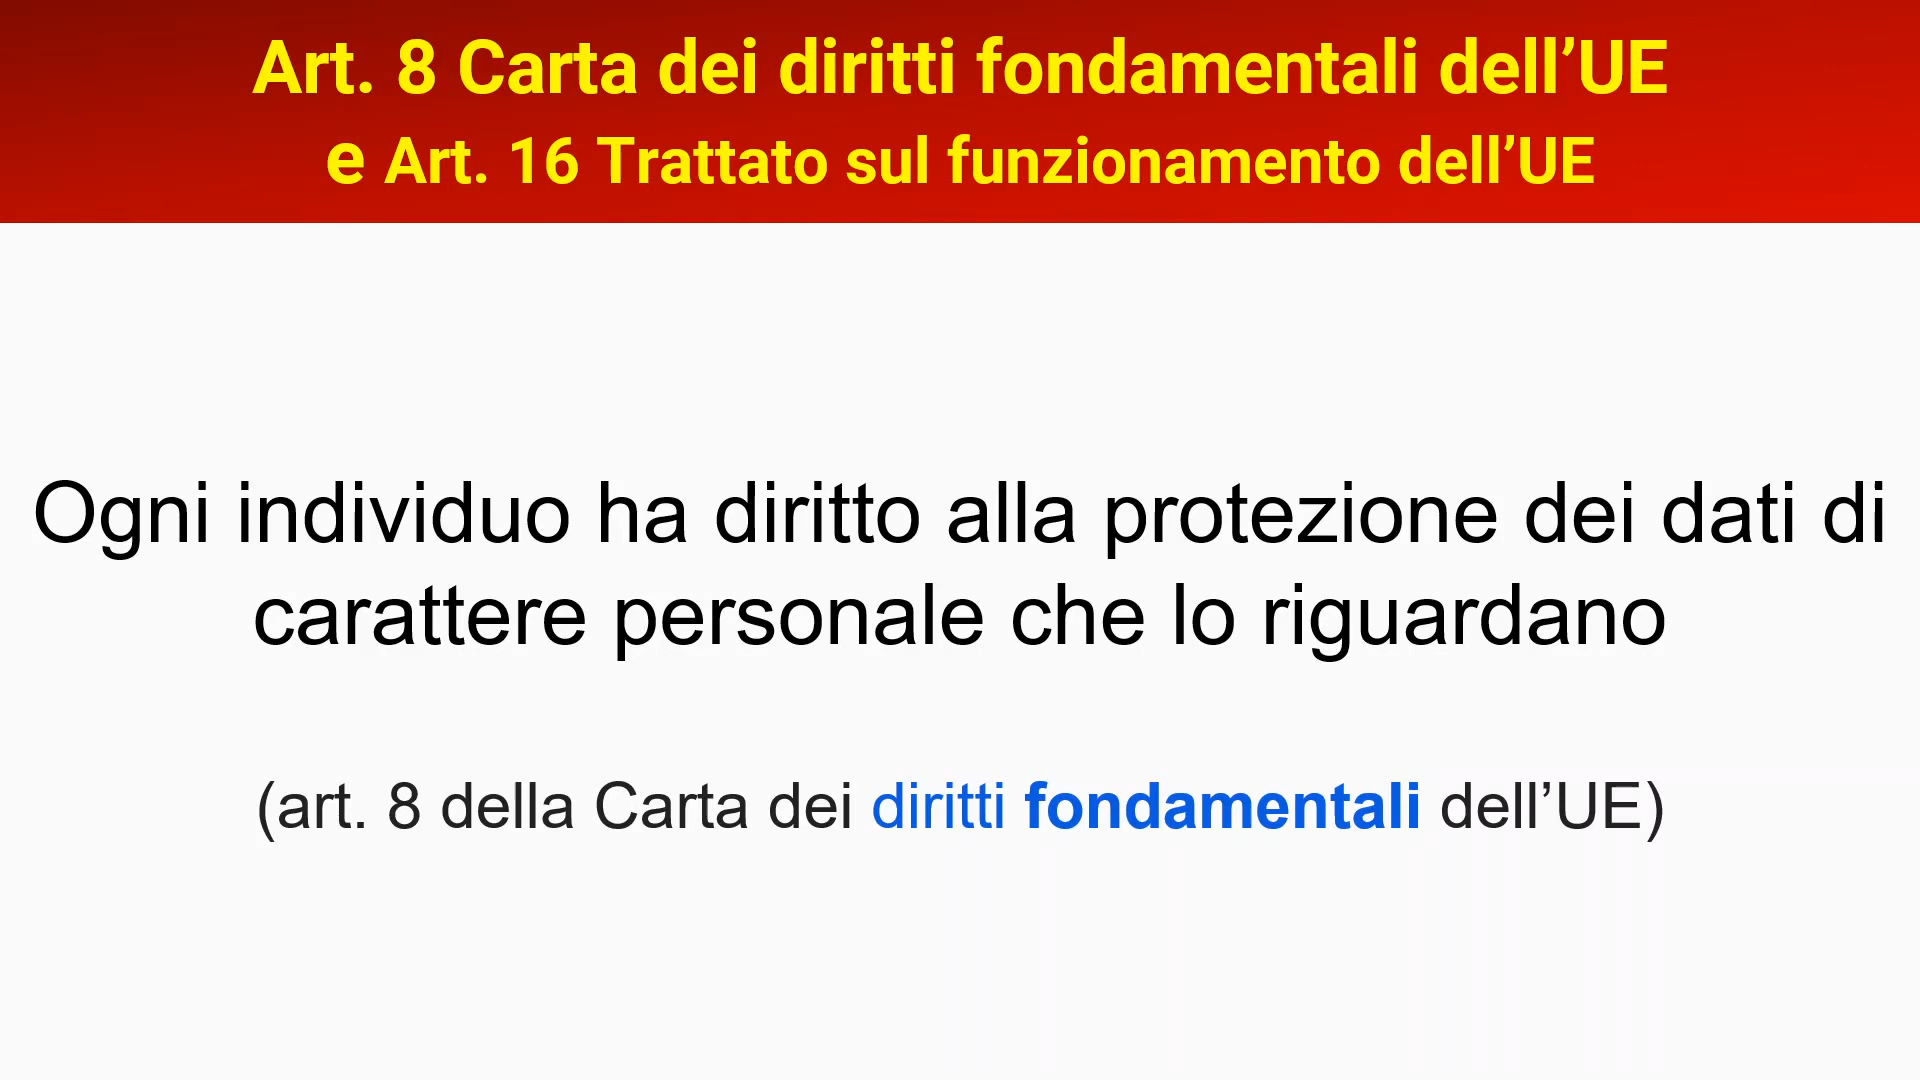 Art. 8 Carta dei diritti fondamentali dell’UE
e Art. 16 Trattato sul funzionamento dell’UE
Ogni individuo ha diritto alla protezione dei dati di
carattere personale che lo riguardano
(art. 8 della Carta dei diritti fondamentali dell’UE)